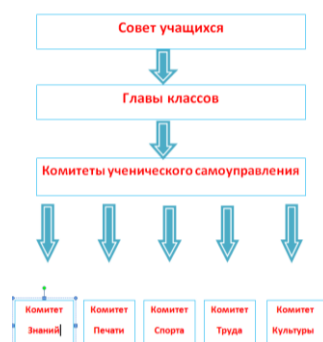 Совет учащихся
Главы классов
Комитеты ученического самоуправления
Комитет
Знаний
Комитет
Печати
Комитет
Спорта
Комитет
Труда
Комитет
Культуры